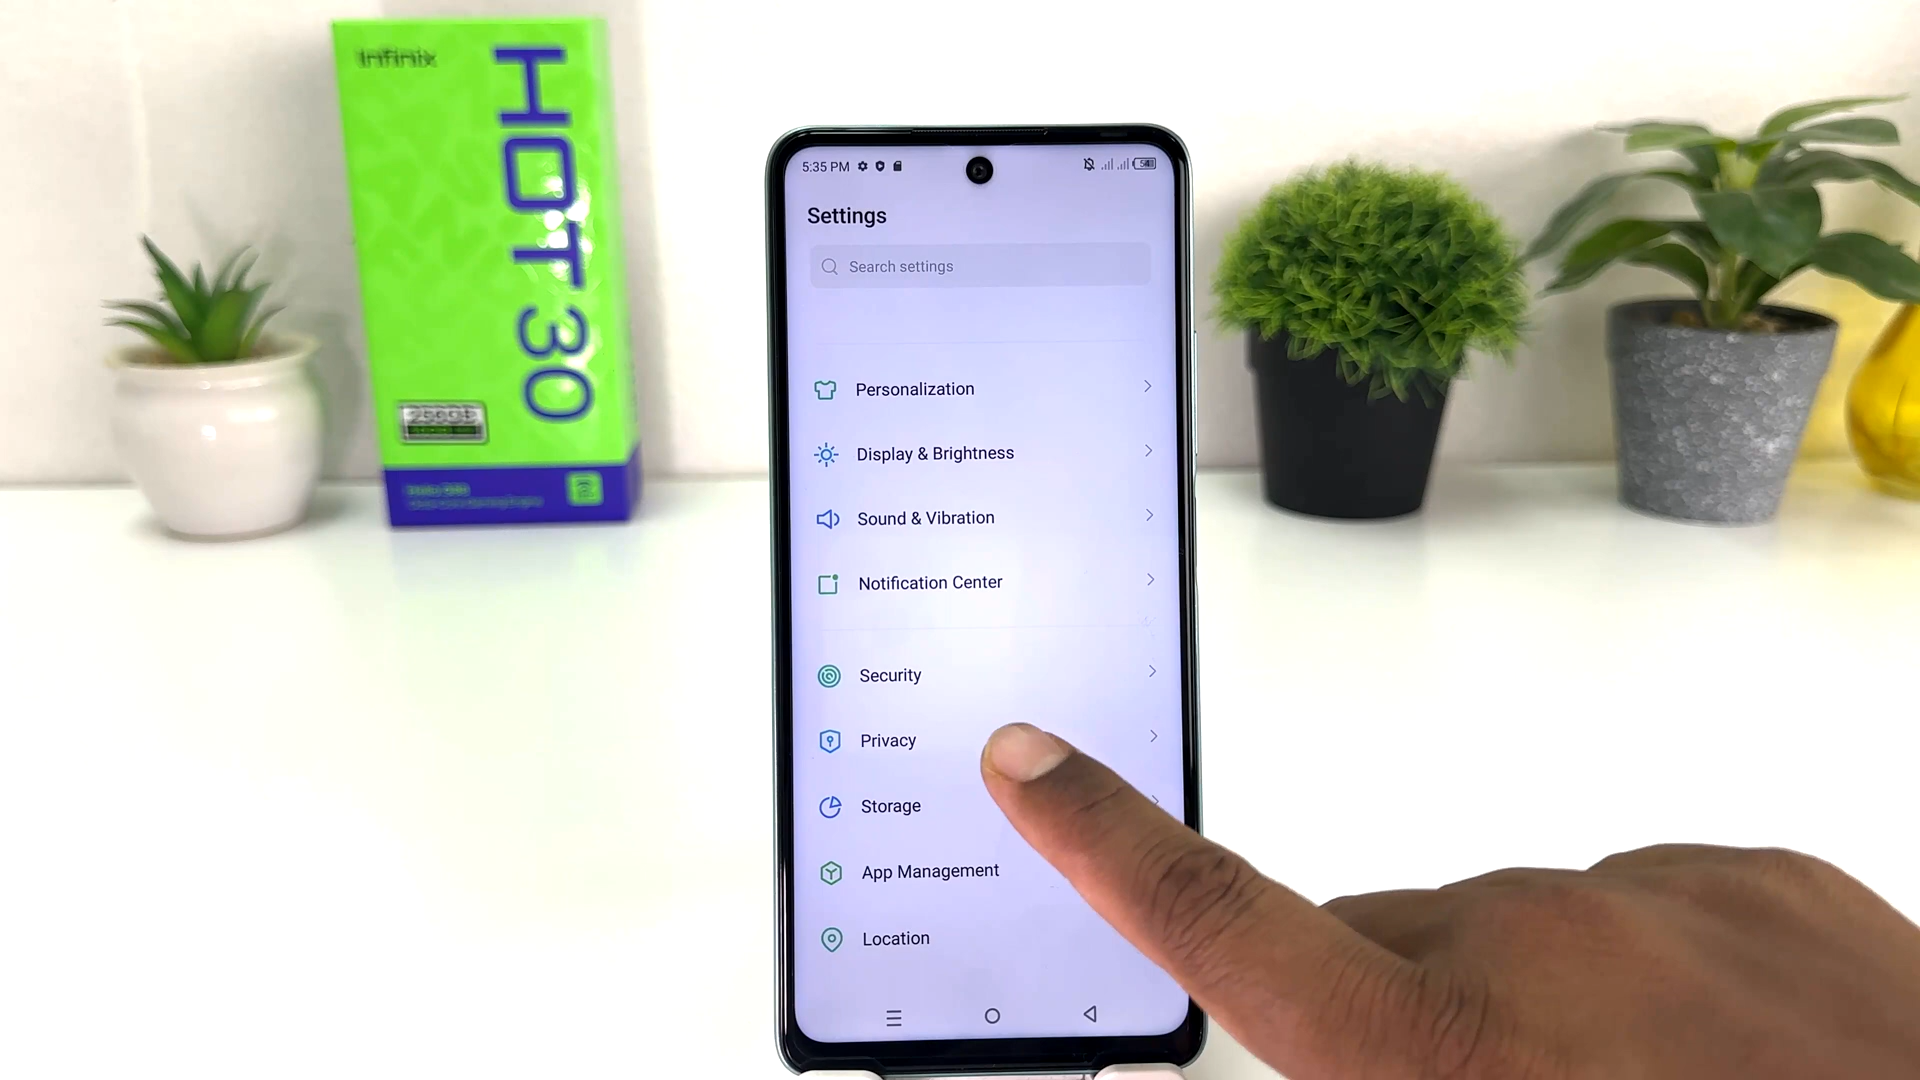 Infinix
HOT 30
5:35 PM
Settings
Search settings
Personalization
Display & Brightness
Sound & Vibration
Notification Center
Security
Privacy
Storage
App Management
Location